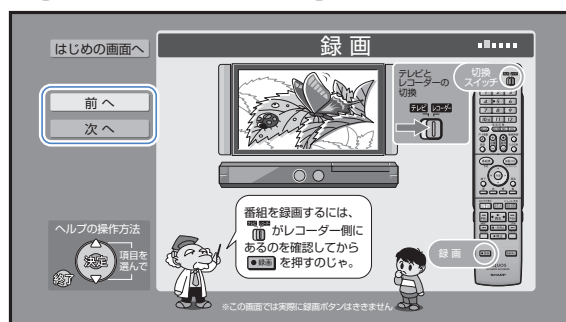 はじめの画面へ
録画
前へ
次へ
テレビと
レコーダーの
切換
テレビ レコーダー
切換
スイッチ
番組を録画するには、
がレコーダー側に
あるのを確認してから
●録画 を押すのじゃ。
ヘルプの操作方法
決定
項目を
選んで
終了
録画
※この画面では実際に録画ボタンはききません